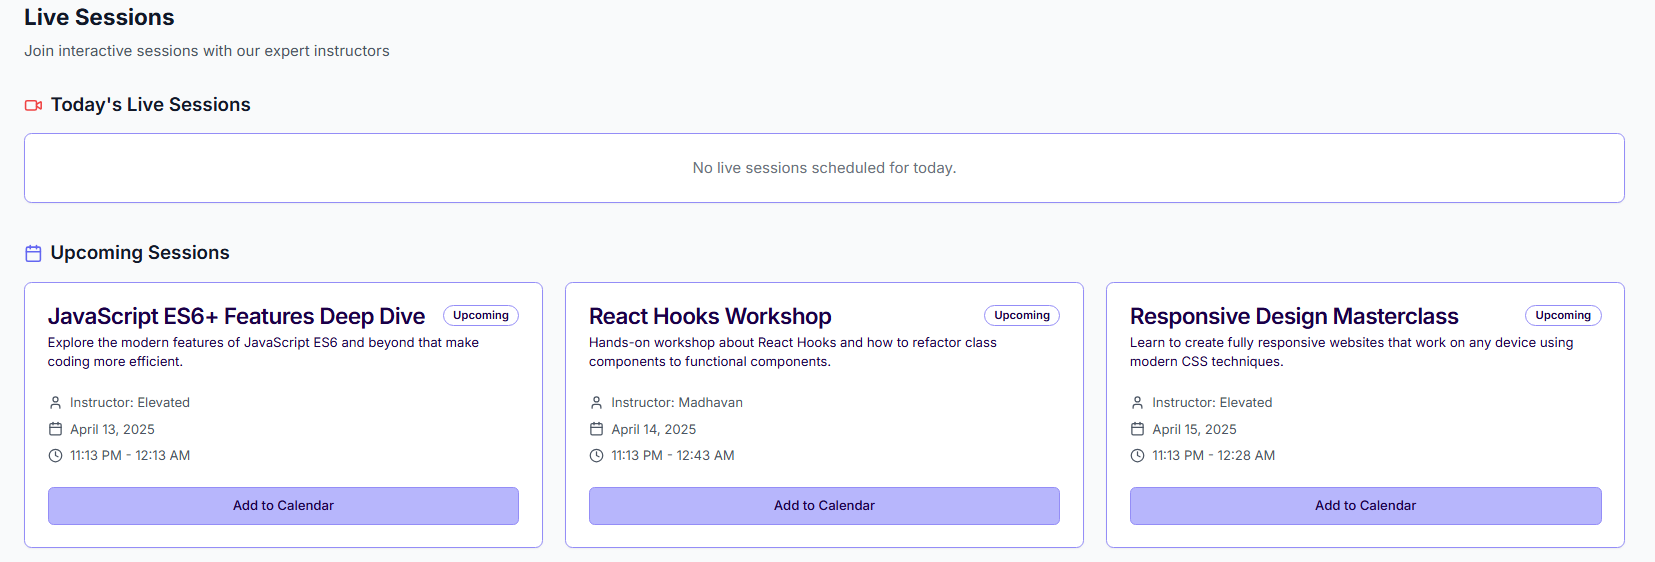 Live Sessions
Join interactive sessions with our expert instructors
Today's Live Sessions
No live sessions scheduled for today.
Upcoming Sessions
JavaScript ES6+ Features Deep Dive
Upcoming
Explore the modern features of JavaScript ES6 and beyond that make
coding more efficient.
Instructor: Elevated
April 13, 2025
11:13 PM - 12:13 AM
Add to Calendar
React Hooks Workshop
Upcoming
Hands-on workshop about React Hooks and how to refactor class
components to functional components.
Instructor: Madhavan
April 14, 2025
11:13 PM - 12:43 AM
Add to Calendar
Responsive Design Masterclass
Upcoming
Learn to create fully responsive websites that work on any device using
modern CSS techniques.
Instructor: Elevated
April 15, 2025
11:13 PM - 12:28 AM
Add to Calendar